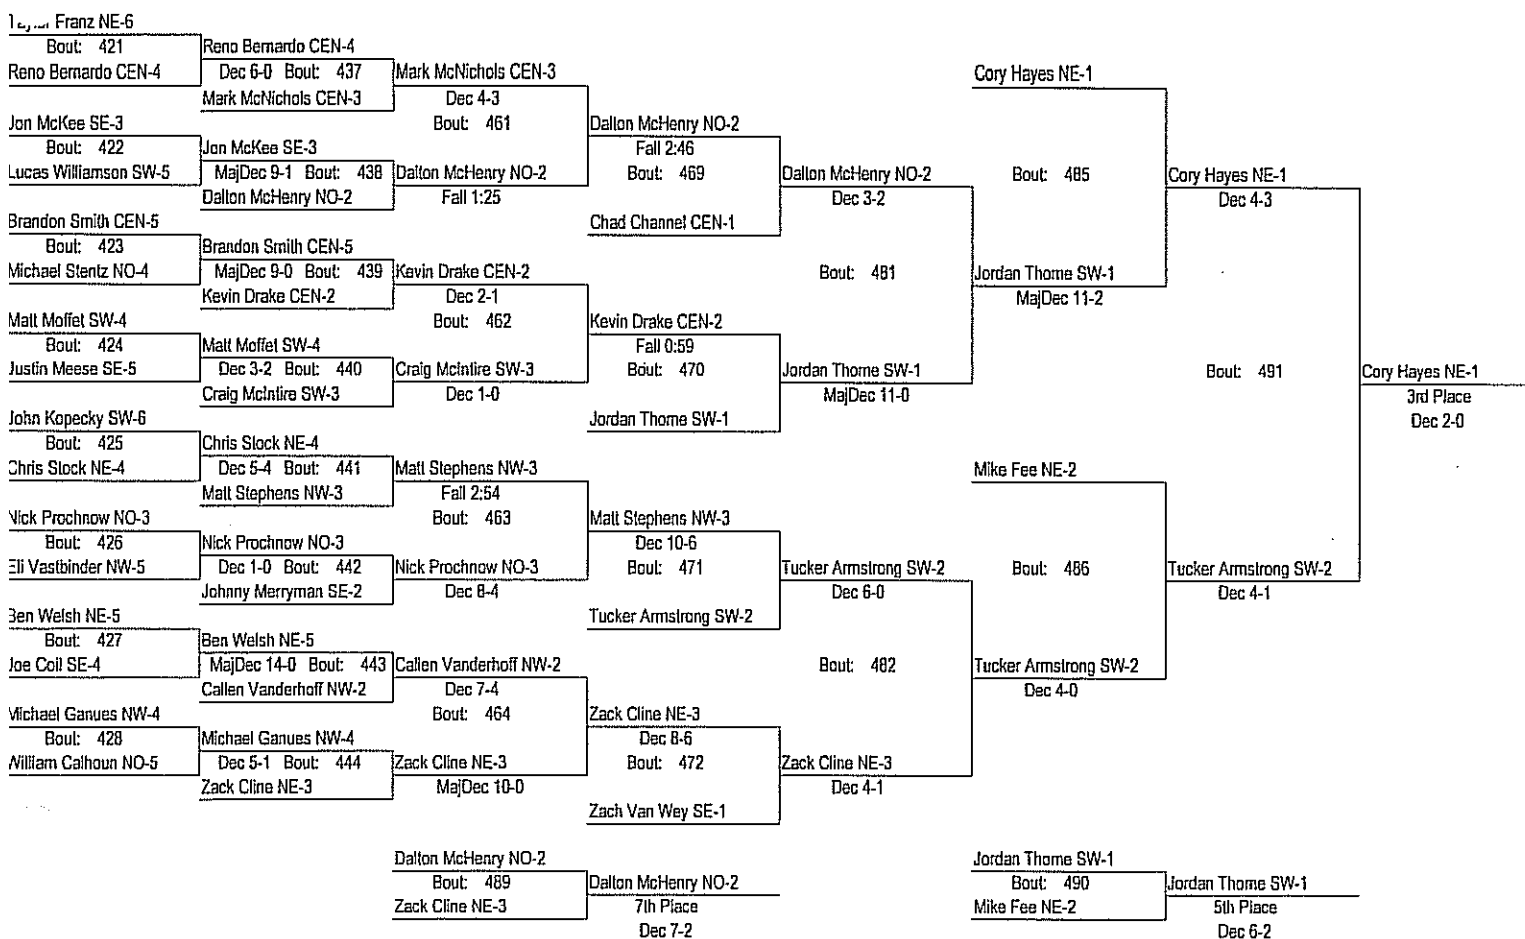 Franz NE-6
Bout: 421
Reno Bernardo CEN-4
Jon McKee SE-3
Bout: 422
Lucas Williamson SW-5
Brandon Smith CEN-5
Bout: 423
Michael Stentz NO-4
Matt Moffet SW-4
Bout: 424
Justin Meese SE-5
John Kopecky SW-6
Bout: 425
Chris Stock NE-4
Nick Prochnow NO-3
Bout: 426
Eli Vastbinder NW-5
Ben Welsh NE-5
Bout: 427
Joe Coil SE-4
Michael Ganues NW-4
Bout: 428
William Calhoun NO-5
Reno Bernardo CEN-4
Dec 6-0 Bout: 437
Mark McNichols CEN-3
Jon McKee SE-3
MajDec 9-1 Bout: 438
Dalton McHenry NO-2
Brandon Smith CEN-5
MajDec 9-0 Bout: 439
Kevin Drake CEN-2
Matt Moffet SW-4
Dec 3-2 Bout: 440
Craig McIntire SW-3
Chris Stock NE-4
Dec 5-4 Bout: 441
Matt Stephens NW-3
Nick Prochnow NO-3
Dec 1-0 Bout: 442
Johnny Merryman SE-2
Ben Welsh NE-5
MajDec 14-0 Bout: 443
Callen Vanderhoff NW-2
Michael Ganues NW-4
Dec 5-1 Bout: 444
Zack Cline NE-3
Mark McNichols CEN-3
Dec 4-3
Bout: 461
Dalton McHenry NO-2
Fall 1:25
Kevin Drake CEN-2
Dec 2-1
Bout: 462
Craig McIntire SW-3
Dec 1-0
Matt Stephens NW-3
Fall 2:54
Bout: 463
Nick Prochnow NO-3
Dec 8-4
Callen Vanderhoff NW-2
Dec 7-4
Bout: 464
Zack Cline NE-3
MajDec 10-0
Dalton McHenry NO-2
Fall 2:46
Bout: 469
Chad Channel CEN-1
Kevin Drake CEN-2
Fall 0:59
Bout: 470
Jordan Thome SW-1
Matt Stephens NW-3
Dec 10-6
Bout: 471
Tucker Armstrong SW-2
Zack Cline NE-3
Dec 8-6
Bout: 472
Zach Van Wey SE-1
Dalton McHenry NO-2
Dec 3-2
Bout: 481
Jordan Thome SW-1
MajDec 11-0
Tucker Armstrong SW-2
Dec 6-0
Bout: 482
Zack Cline NE-3
Dec 4-1
Cory Hayes NE-1
Bout: 485
Jordan Thome SW-1
MajDec 11-2
Mike Fee NE-2
Bout: 486
Tucker Armstrong SW-2
Dec 4-0
Cory Hayes NE-1
Dec 4-3
Bout: 491
Tucker Armstrong SW-2
Dec 4-1
Cory Hayes NE-1
3rd Place
Dec 2-0
Dalton McHenry NO-2
Bout: 489
Zack Cline NE-3
Dalton McHenry NO-2
7th Place
Dec 7-2
Jordan Thome SW-1
Bout: 490
Mike Fee NE-2
Jordan Thome SW-1
5th Place
Dec 6-2